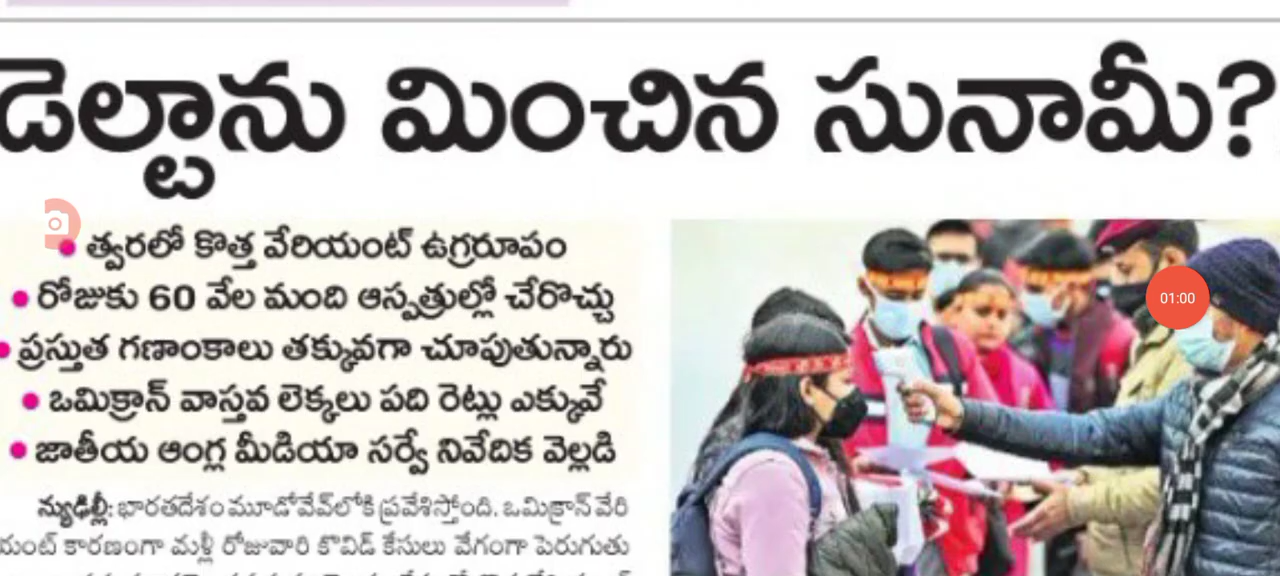 డెల్టాను మించిన సునామీ?
• త్వరలో కొత్త వేరియంట్ ఉగ్రరూపం
• రోజుకు 60 వేల మంది ఆస్పత్రుల్లో చేరొచ్చు
• ప్రస్తుత గణాంకాలు తక్కువగా చూపుతున్నారు
• ఒమిక్రాన్ వాస్తవ లెక్కలు పది రెట్లు ఎక్కువే
• జాతీయ ఆంగ్ల మీడియా సర్వే నివేదిక వెల్లడి
న్యుఢిల్లీ: భారతదేశం మూడోవేవ్‌లోకి ప్రవేశిస్తోంది. ఒమిక్రాన్ వేరి
యంట్ కారణంగా మళ్లీ రోజువారి కొవిడ్ కేసులు వేగంగా పెరుగుతు
01:00